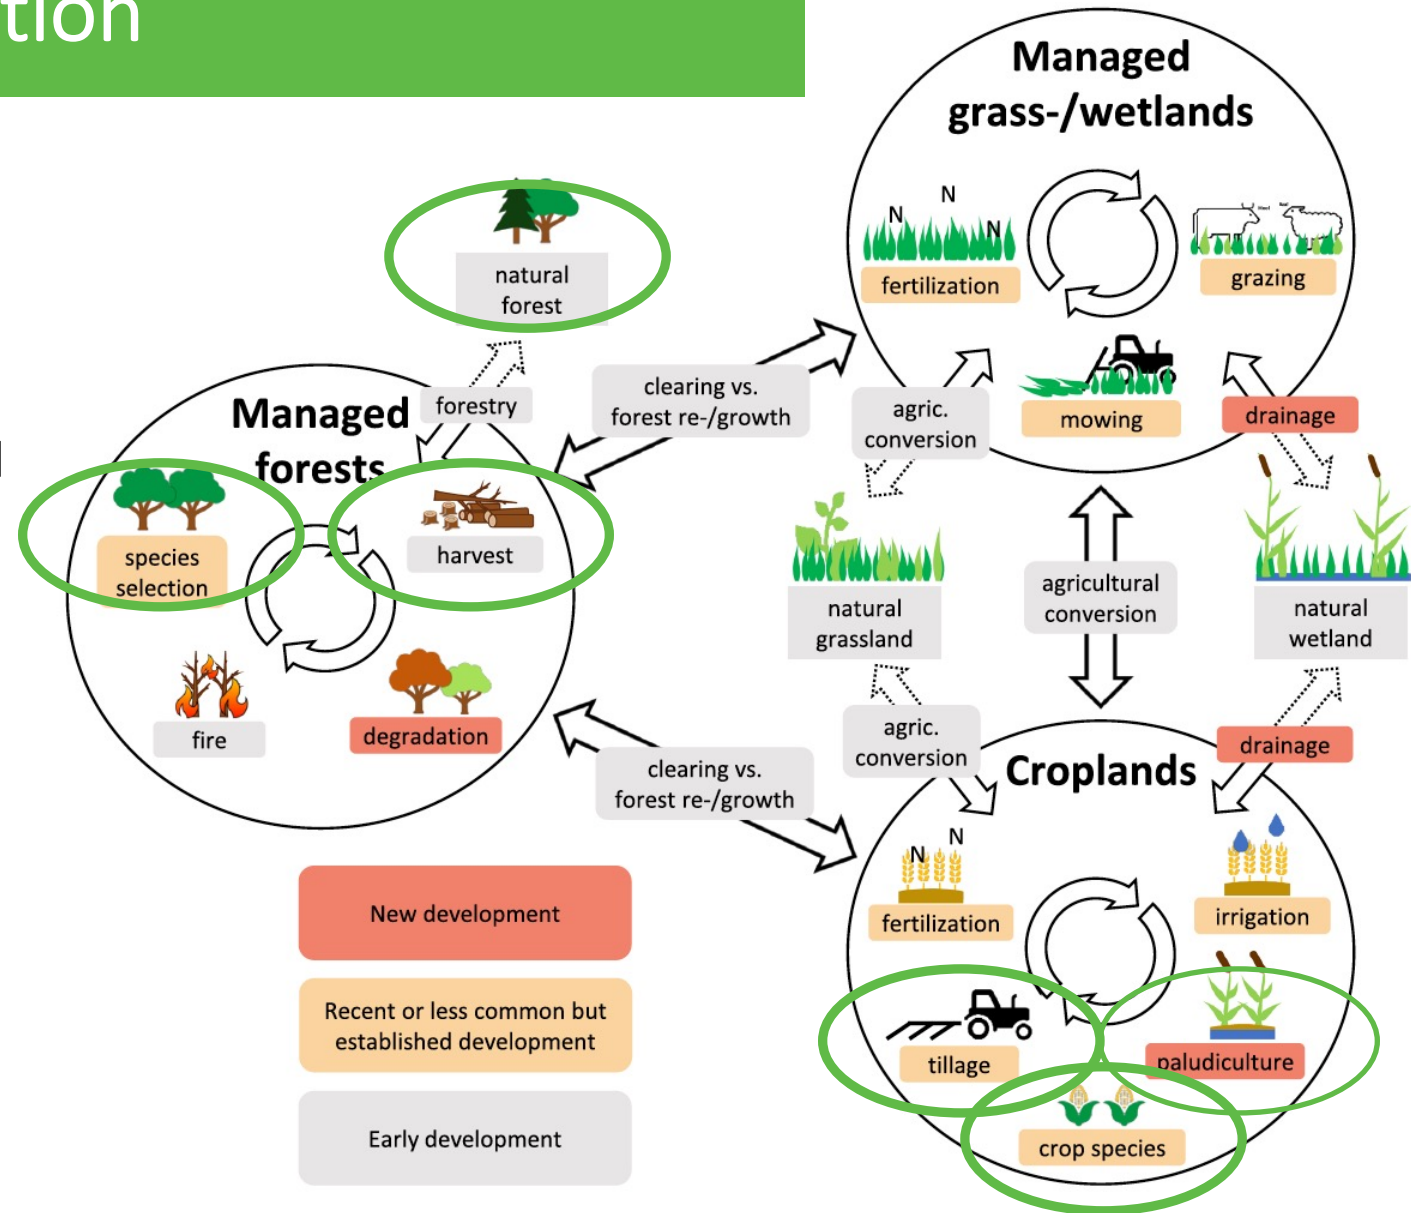 tion
Managed
grass-/wetlands
N
N
N
fertilization
grazing
mowing
natural
forest
forestry
clearing vs.
forest re-/growth
agric.
conversion
drainage
Managed
forests
species
selection
harvest
fire
degradation
natural
grassland
agricultural
conversion
natural
wetland
clearing vs.
forest re-/growth
agric.
conversion
drainage
Croplands
N
N
fertilization
irrigation
tillage
paludiculture
crop species
New development
Recent or less common but
established development
Early development